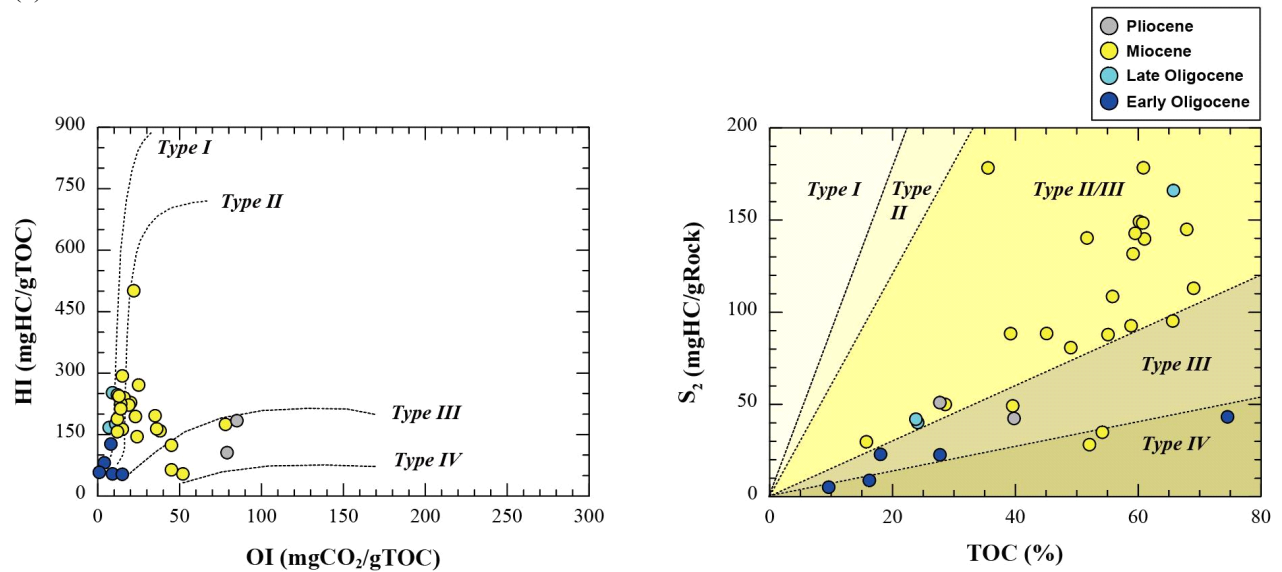 Pliocene
Miocene
Late Oligocene
Early Oligocene
900
750
600
450
300
150
0
HI (mgHC/gTOC)
Type I
Type II
Type III
Type IV
0 50 100 150 200 250 300
OI (mgCO₂/gTOC)
200
150
100
50
0
S₂ (mgHC/gRock)
Type I
Type
II
Type II/III
Type III
Type IV
0 20 40 60 80
TOC (%)